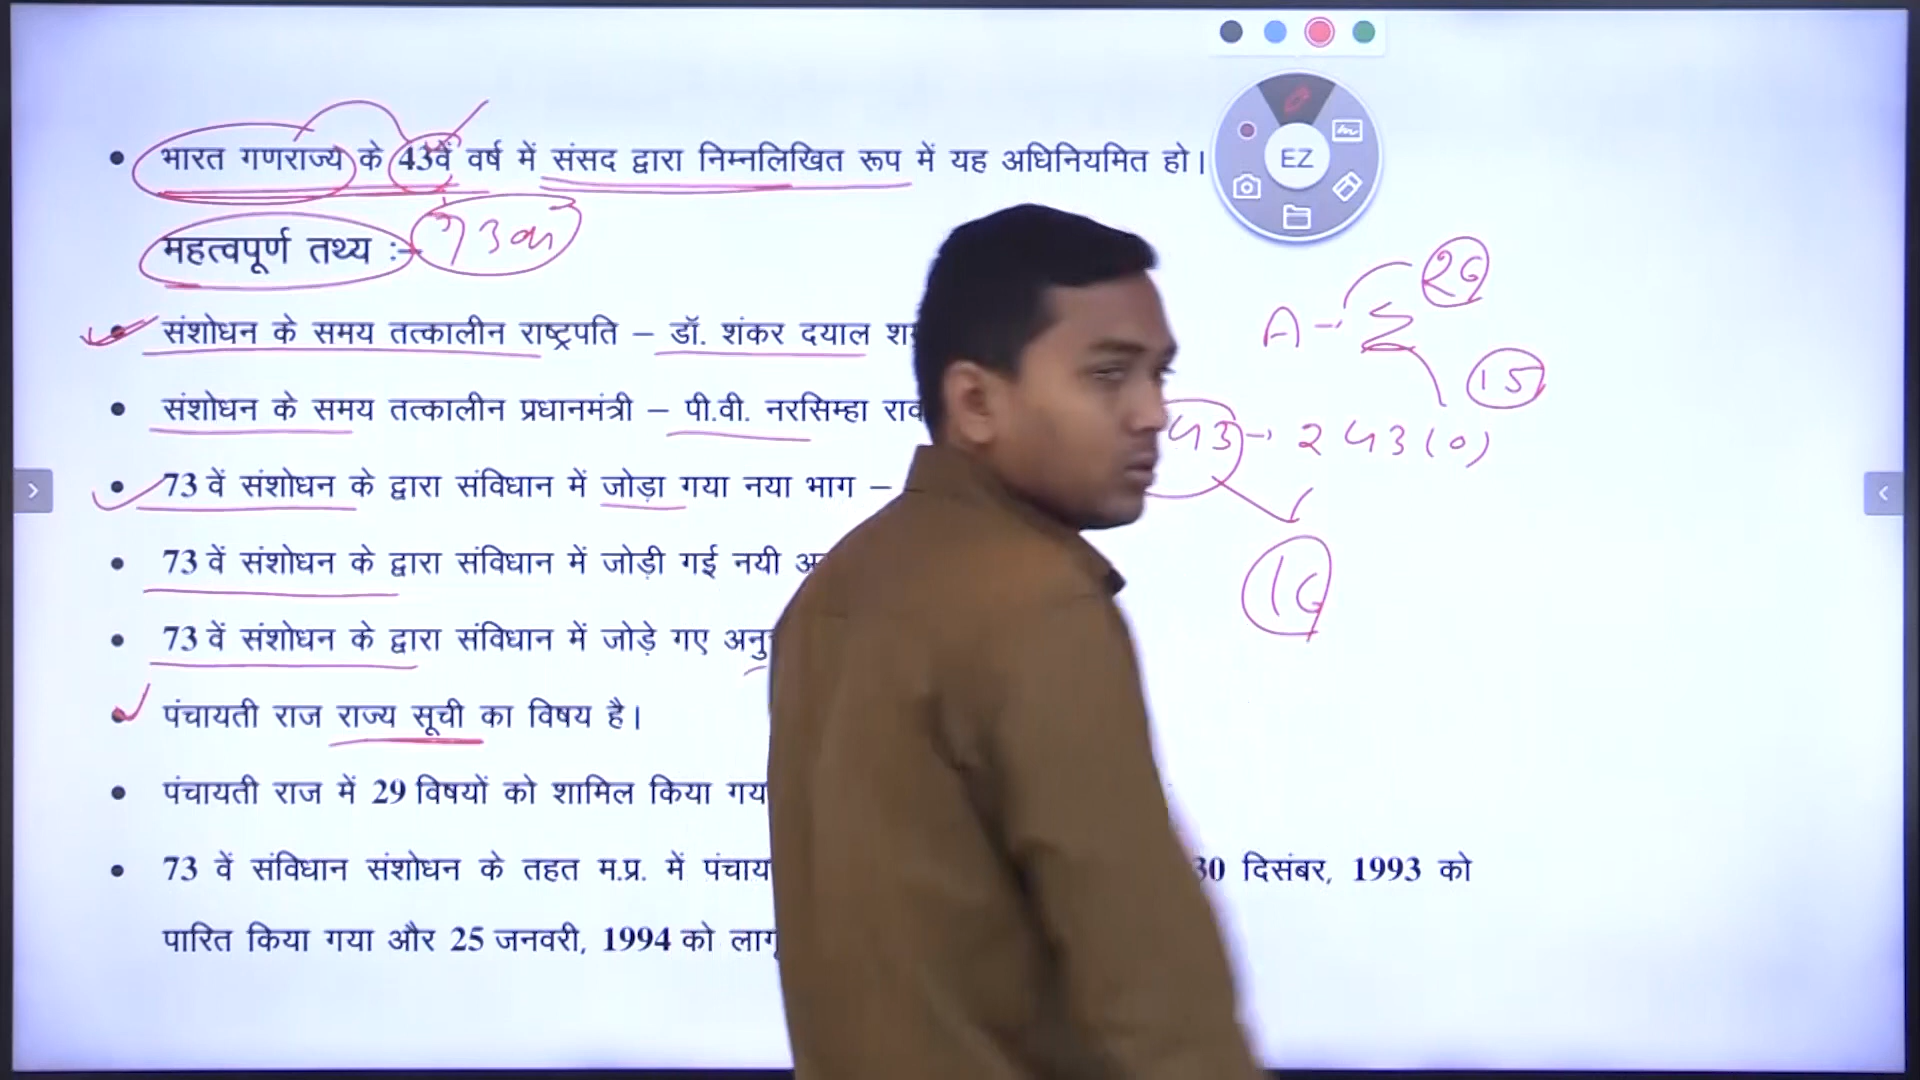 भारत गणराज्य के 43वें वर्ष में संसद द्वारा निम्नलिखित रूप में यह अधिनियमित हो।
EZ
महत्वपूर्ण तथ्य :– 73वां
29
A → 
संशोधन के समय तत्कालीन राष्ट्रपति – डॉ. शंकर दयाल
15
संशोधन के समय तत्कालीन प्रधानमंत्री – पी.वी. नरसिम्हा राव
43 → 243(0)
73 वें संशोधन के द्वारा संविधान में जोड़ा गया नया भाग –
73 वें संशोधन के द्वारा संविधान में जोड़ी गई नयी
16
73 वें संशोधन के द्वारा संविधान में जोड़े गए
पंचायती राज राज्य सूची का विषय है।
पंचायती राज में 29 विषयों को शामिल किया
73 वें संविधान संशोधन के तहत म.प्र. में 30 दिसंबर, 1993 को
पारित किया गया और 25 जनवरी, 1994 को